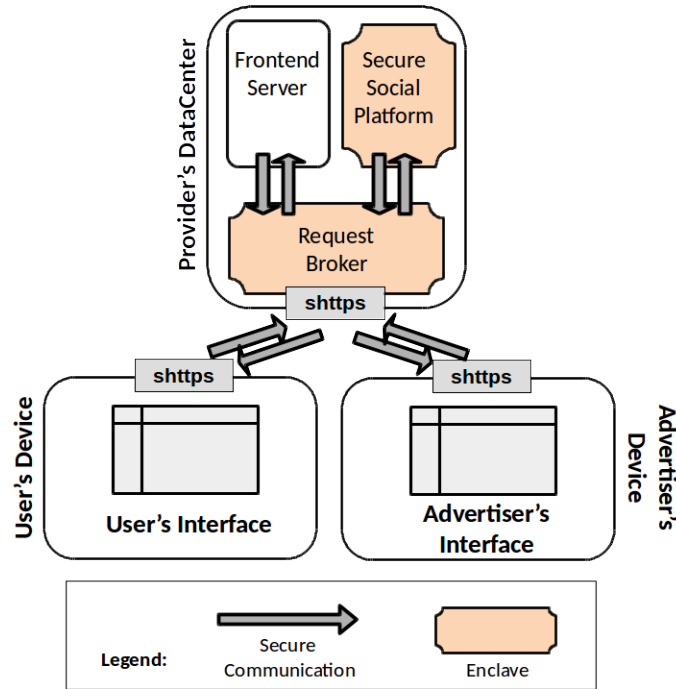 Provider's DataCenter
Frontend
Server
Secure
Social
Platform
Request
Broker
shttps
shttps
shttps
User's Device
User's Interface
Advertiser's
Interface
Advertiser's
Device
Legend:
Secure
Communication
Enclave